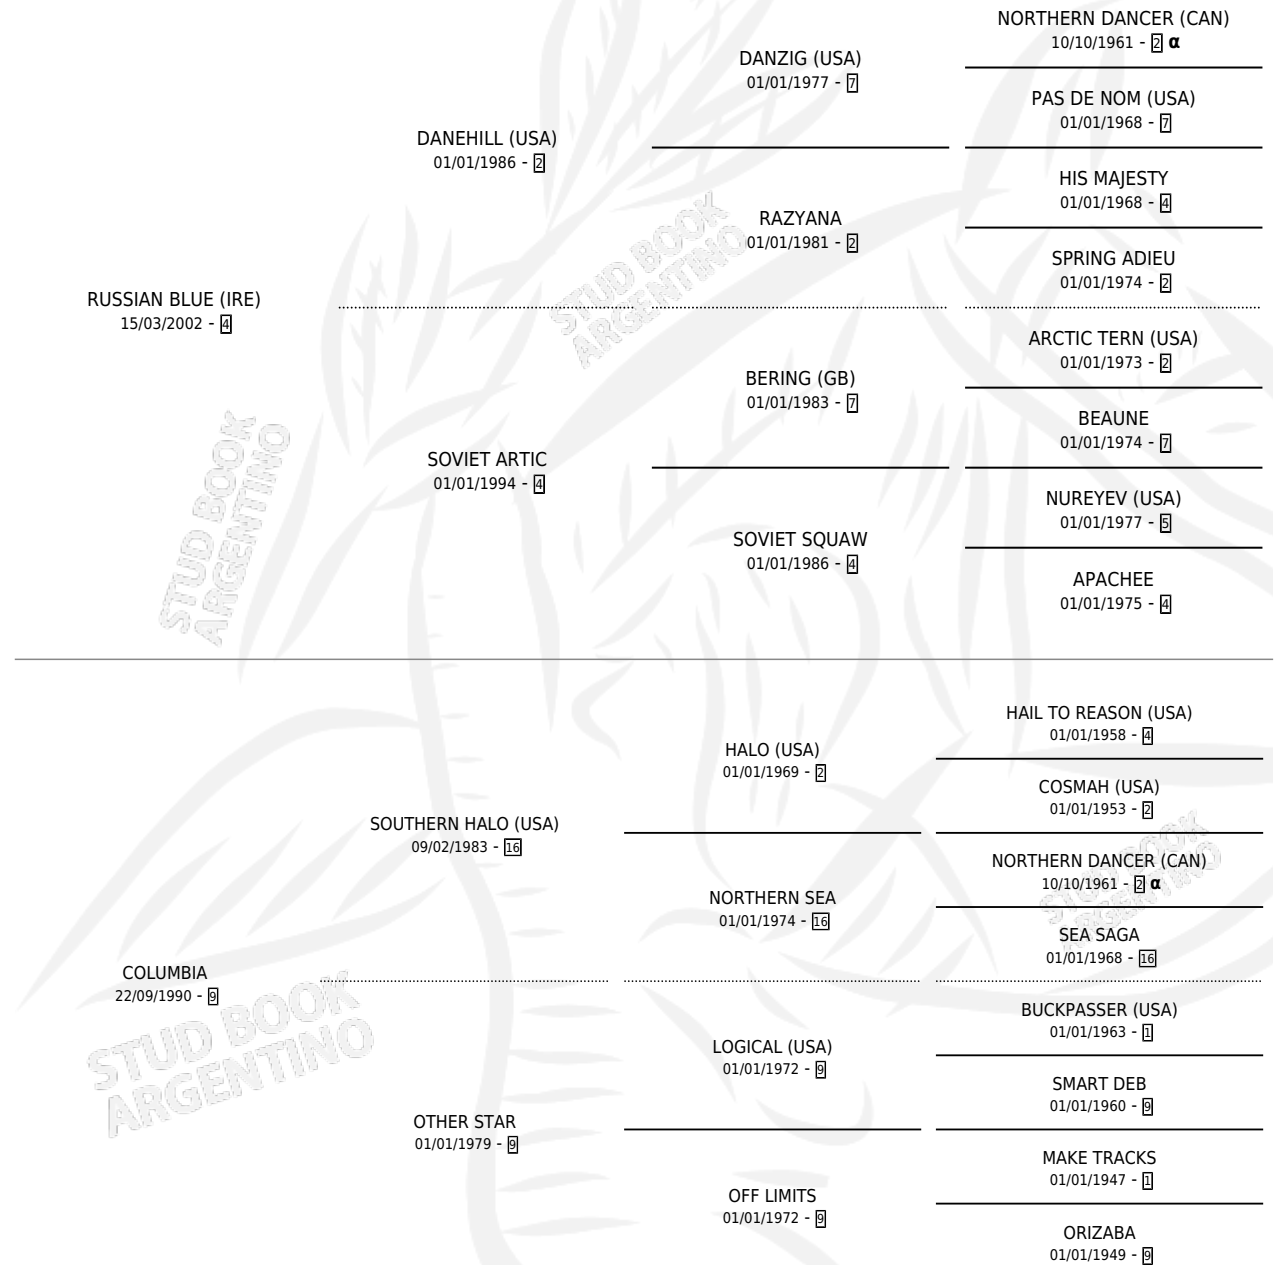 NORTHERN DANCER (CAN)
10/10/1961 - 2 α
DANZIG (USA)
01/01/1977 - 7
PAS DE NOM (USA)
01/01/1968 - 7
DANEHILL (USA)
01/01/1986 - 2
HIS MAJESTY
01/01/1968 - 4
RAZYANA
01/01/1981 - 2
SPRING ADIEU
01/01/1974 - 2
RUSSIAN BLUE (IRE)
15/03/2002 - 4
STUD BOOK
ARGENTINO
ARCTIC TERN (USA)
01/01/1973 - 2
BERING (GB)
01/01/1983 - 7
BEAUNE
01/01/1974 - 7
SOVIET ARTIC
01/01/1994 - 4
NUREYEV (USA)
01/01/1977 - 5
SOVIET SQUAW
01/01/1986 - 4
APACHEE
01/01/1975 - 4
STUD BOOK
ARGENTINO
HAIL TO REASON (USA)
01/01/1958 - 4
HALO (USA)
01/01/1969 - 2
COSMAH (USA)
01/01/1953 - 2
SOUTHERN HALO (USA)
09/02/1983 - 16
NORTHERN DANCER (CAN)
10/10/1961 - 2 α
STUD BOOK
ARGENTINO
NORTHERN SEA
01/01/1974 - 16
SEA SAGA
01/01/1968 - 16
COLUMBIA
22/09/1990 - 9
STUD BOOK
ARGENTINO
BUCKPASSER (USA)
01/01/1963 - 1
LOGICAL (USA)
01/01/1972 - 9
SMART DEB
01/01/1960 - 9
OTHER STAR
01/01/1979 - 9
MAKE TRACKS
01/01/1947 - 1
OFF LIMITS
01/01/1972 - 9
ORIZABA
01/01/1949 - 9